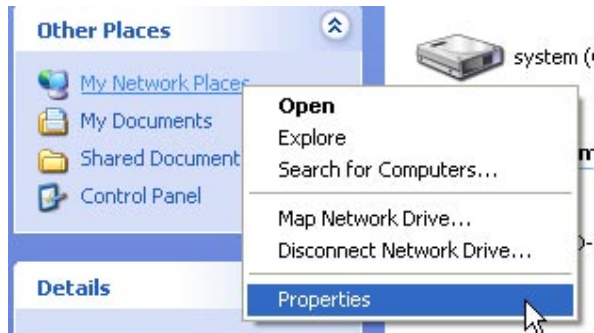 Other Places
My Network Places
My Documents
Shared Document
Control Panel
Details
system (
Open
Explore
Search for Computers...
Map Network Drive...
Disconnect Network Drive...
Properties